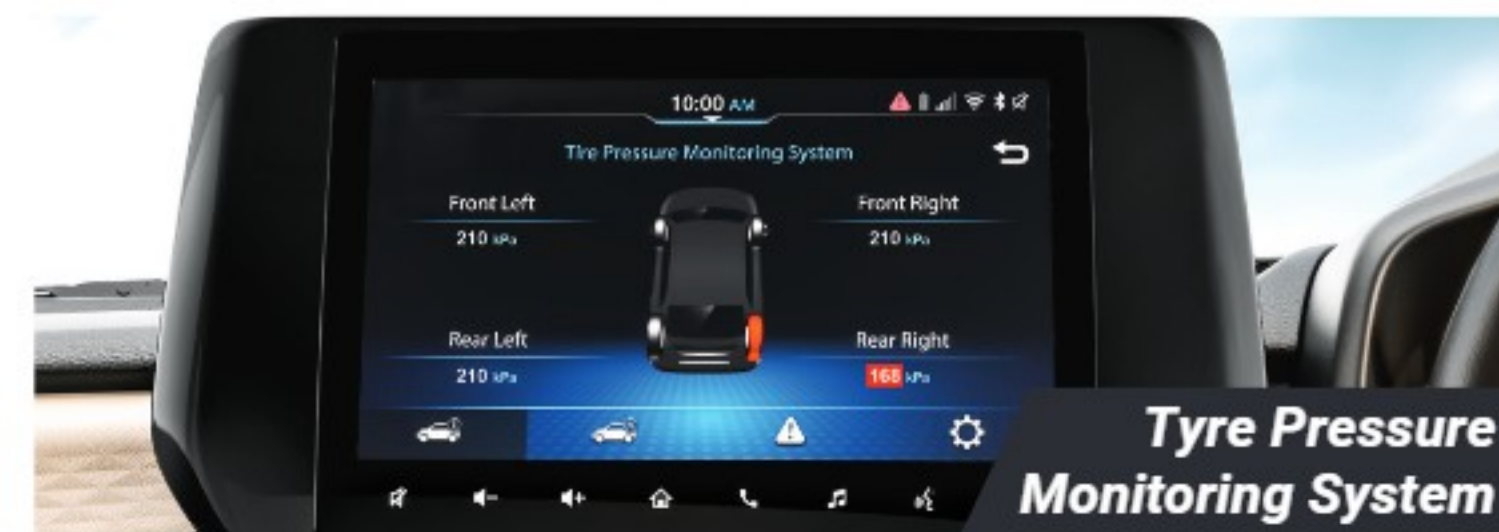 10:00 AM
Tire Pressure Monitoring System
Front Left
Front Right
210 kPa
210 kPa
Rear Left
Rear Right
210 kPa
168 kPa
Tyre Pressure
Monitoring System